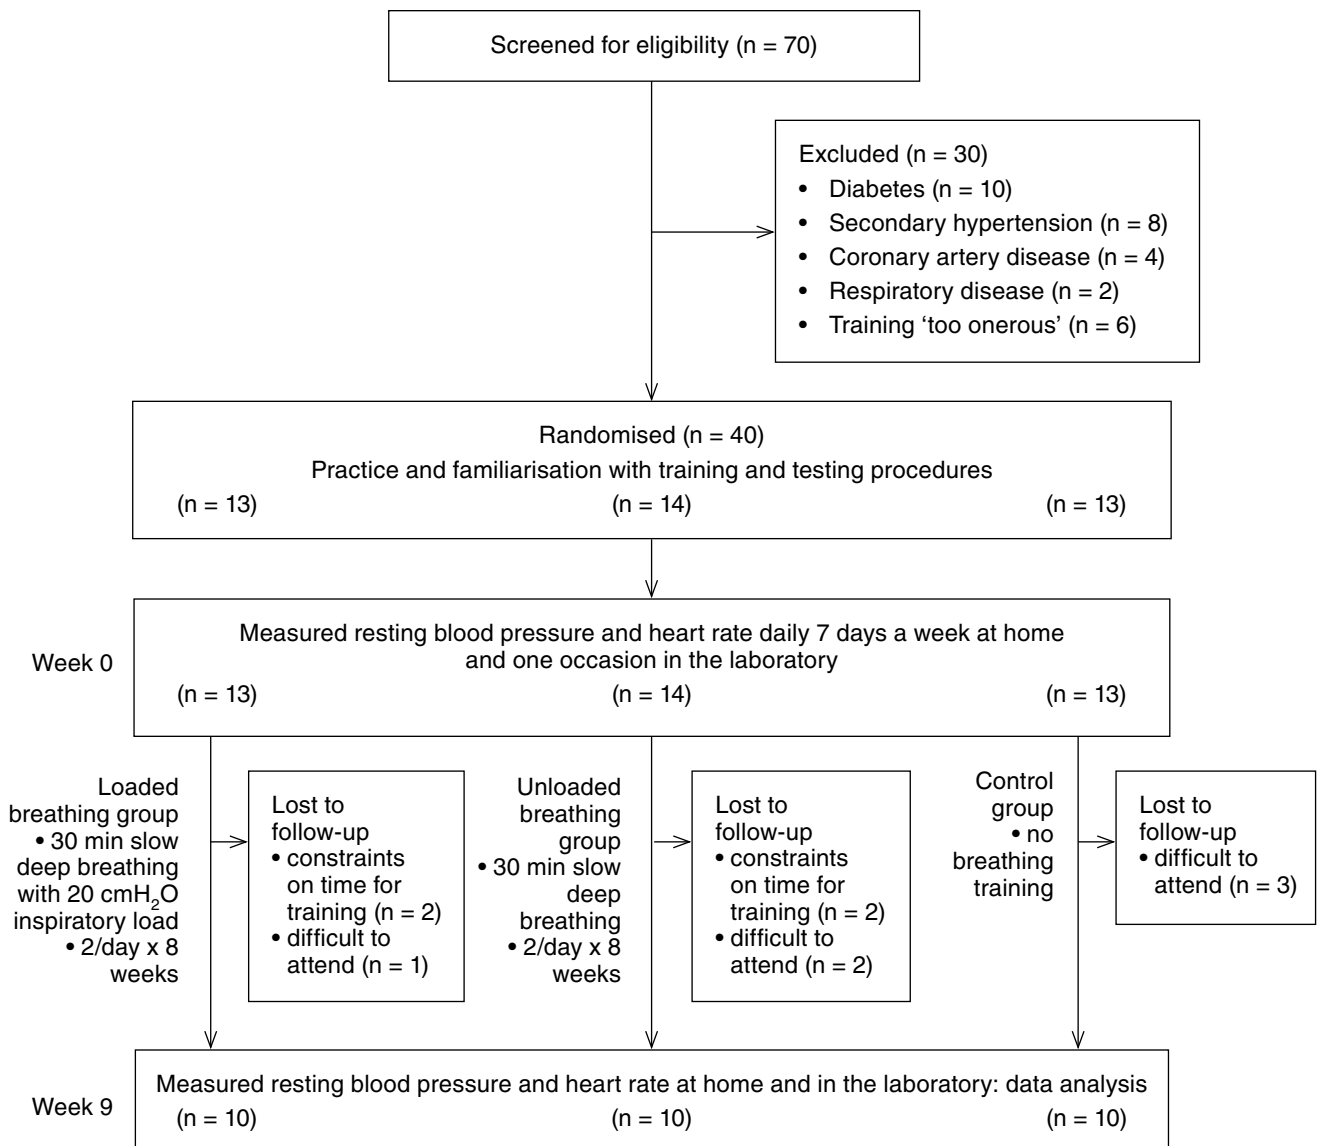 Screened for eligibility (n = 70)
Excluded (n = 30)
• Diabetes (n = 10)
• Secondary hypertension (n = 8)
• Coronary artery disease (n = 4)
• Respiratory disease (n = 2)
• Training ‘too onerous’ (n = 6)
Randomised (n = 40)
Practice and familiarisation with training and testing procedures
(n = 13) (n = 14) (n = 13)
Week 0
Measured resting blood pressure and heart rate daily 7 days a week at home
and one occasion in the laboratory
(n = 13) (n = 14) (n = 13)
Loaded
breathing group
• 30 min slow
deep breathing
with 20 cmH₂O
inspiratory load
• 2/day x 8
weeks
Lost to
follow-up
• constraints
on time for
training (n = 2)
• difficult to
attend (n = 1)
Unloaded
breathing
group
• 30 min slow
deep
breathing
• 2/day x 8
weeks
Lost to
follow-up
• constraints
on time for
training (n = 2)
• difficult to
attend (n = 2)
Control
group
• no
breathing
training
Lost to
follow-up
• difficult to
attend (n = 3)
Week 9
Measured resting blood pressure and heart rate at home and in the laboratory: data analysis
(n = 10) (n = 10) (n = 10)